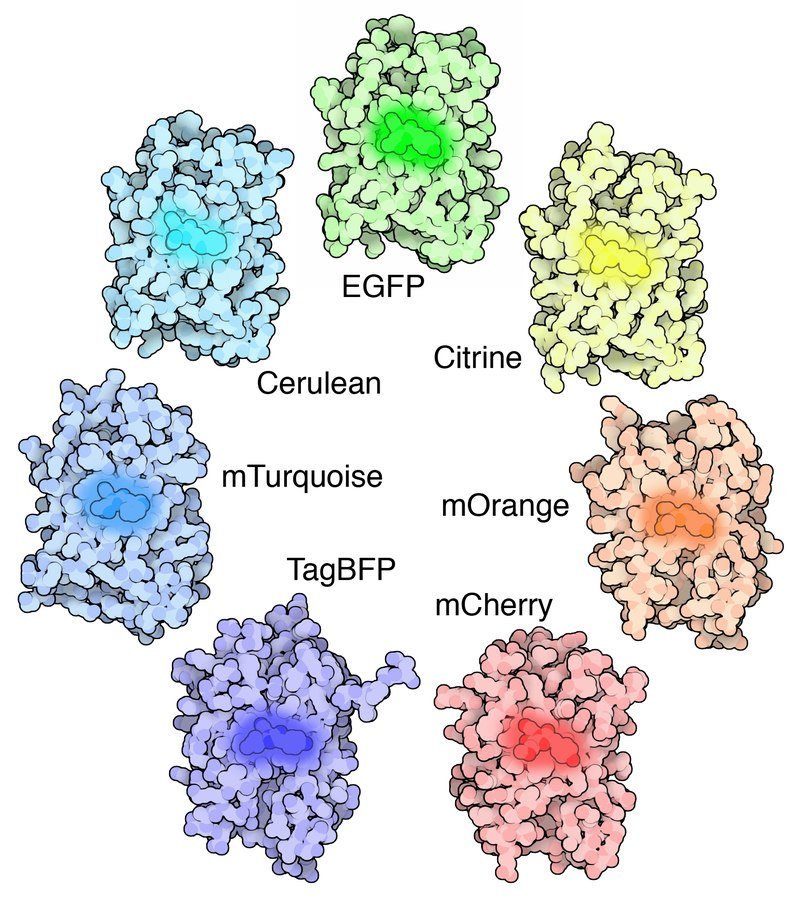 EGFP
Citrine
Cerulean
mTurquoise
mOrange
TagBFP
mCherry